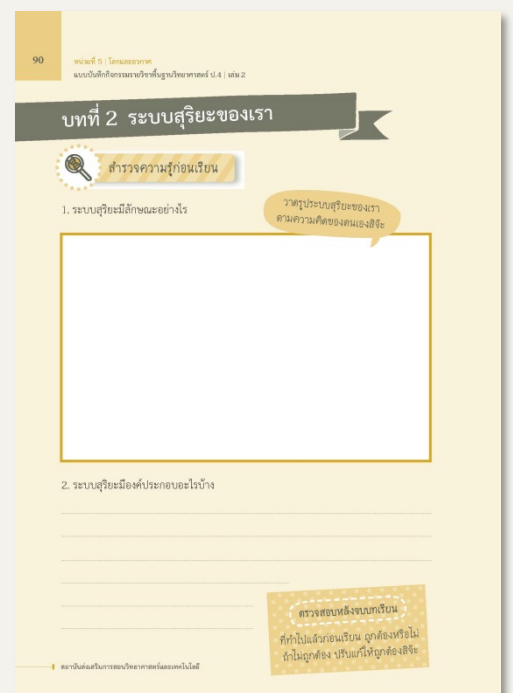 90
หน่วยที่ 5 | โลกและอวกาศ
แบบบันทึกกิจกรรมรายวิชาพื้นฐานวิทยาศาสตร์ ป.4 | เล่ม 2
บทที่ 2 ระบบสุริยะของเรา
สำรวจความรู้ก่อนเรียน
1. ระบบสุริยะมีลักษณะอย่างไร
วาดรูประบบสุริยะของเรา
ตามความคิดของตนเองสิจ๊ะ
2. ระบบสุริยะมีองค์ประกอบอะไรบ้าง
ตรวจสอบหลังจบบทเรียน
ที่ทำไปแล้วก่อนเรียน ถูกต้องหรือไม่
ถ้าไม่ถูกต้อง ปรับแก้ให้ถูกต้องสิจ๊ะ
สถาบันส่งเสริมการสอนวิทยาศาสตร์และเทคโนโลยี